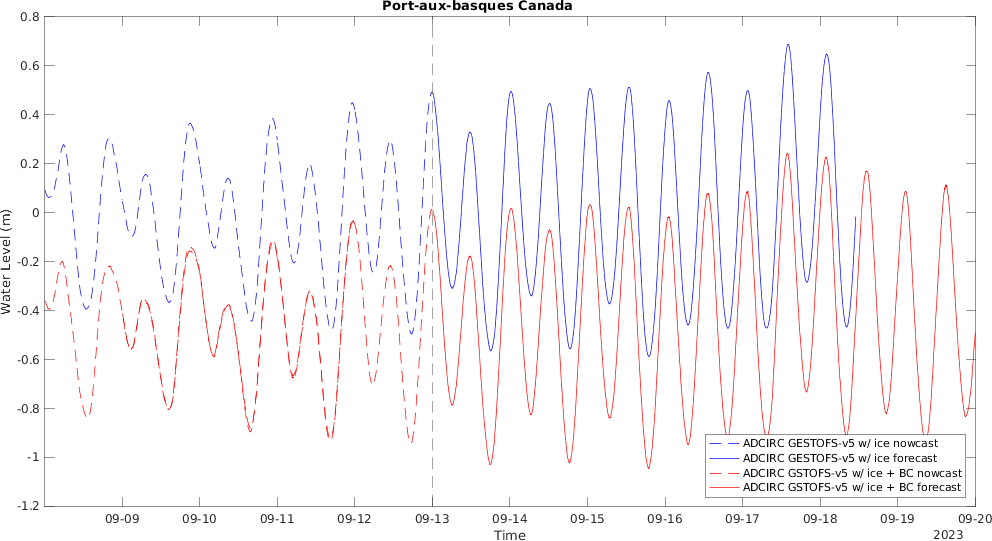 Port-aux-basques Canada
Water Level (m)
0.8
0.6
0.4
0.2
0
-0.2
-0.4
-0.6
-0.8
-1
-1.2
ADCIRC GESTOFS-v5 w/ ice nowcast
ADCIRC GESTOFS-v5 w/ ice forecast
ADCIRC GSTOFS-v5 w/ ice + BC nowcast
ADCIRC GSTOFS-v5 w/ ice + BC forecast
09-09 09-10 09-11 09-12 09-13 09-14 09-15 09-16 09-17 09-18 09-19 09-20
Time
2023